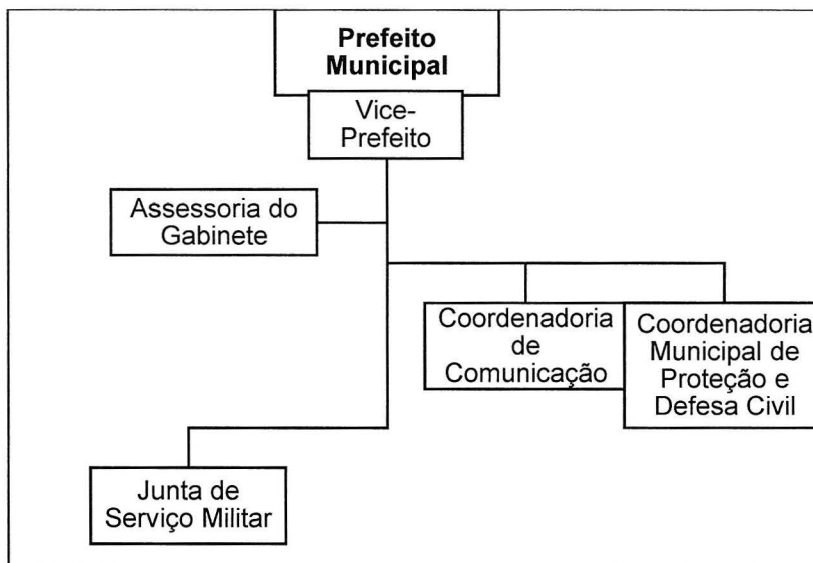 Prefeito
Municipal
Vice-
Prefeito
Assessoria do
Gabinete
Coordenadoria
de
Comunicação
Coordenadoria
Municipal de
Proteção e
Defesa Civil
Junta de
Serviço Militar